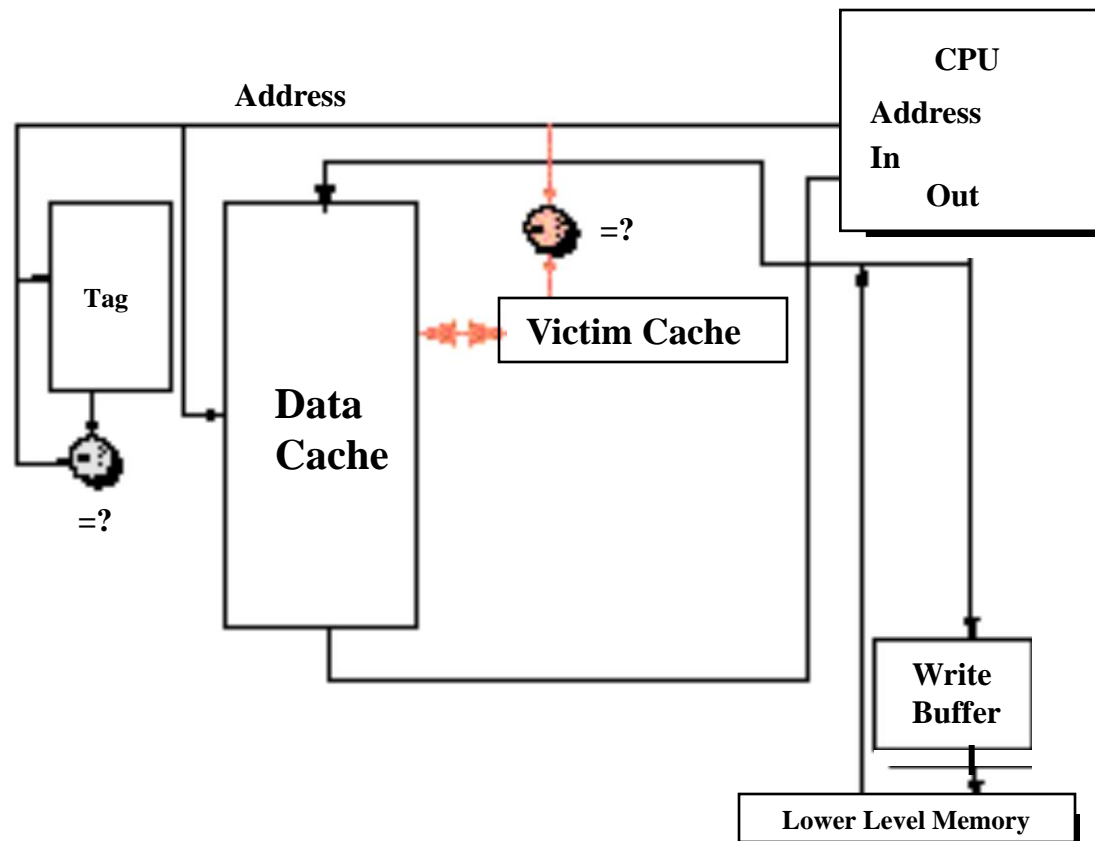 CPU
Address
Address
In
Out
=?
Tag
Victim Cache
Data
Cache
=?
Write
Buffer
Lower Level Memory